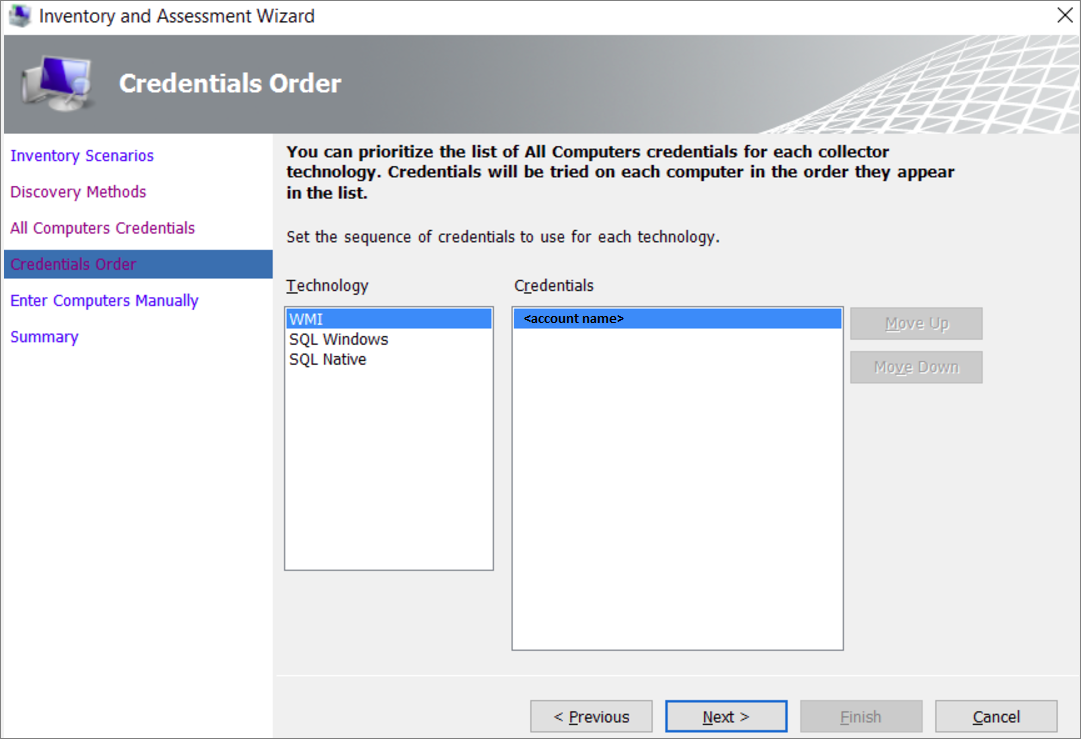 Inventory and Assessment Wizard
Credentials Order
Inventory Scenarios
Discovery Methods
All Computers Credentials
Credentials Order
Enter Computers Manually
Summary
You can prioritize the list of All Computers credentials for each collector
technology. Credentials will be tried on each computer in the order they appear
in the list.
Set the sequence of credentials to use for each technology.
Technology
WMI
SQL Windows
SQL Native
Credentials
<account name>
Move Up
Move Down
< Previous
Next >
Finish
Cancel